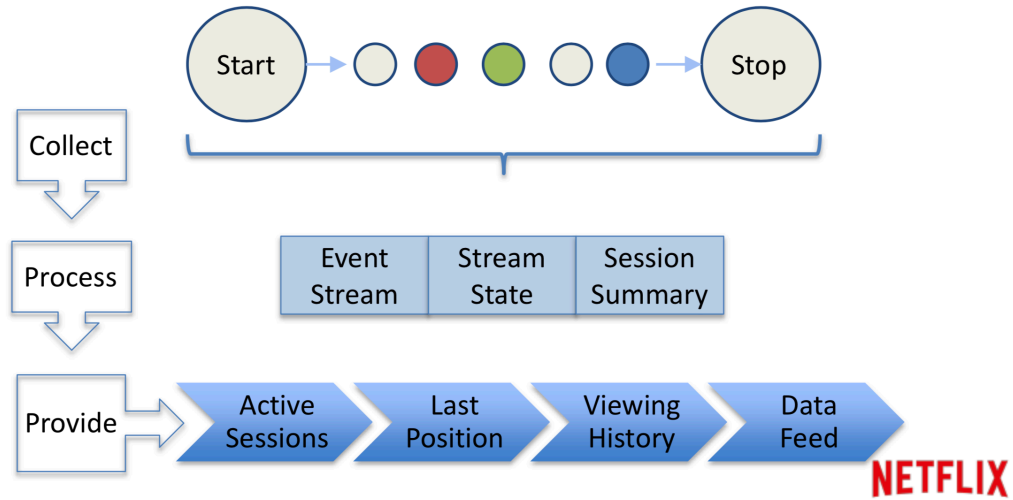 Start
Stop
Collect
Process
Event
Stream
Stream
State
Session
Summary
Provide
Active
Sessions
Last
Position
Viewing
History
Data
Feed
NETFLIX